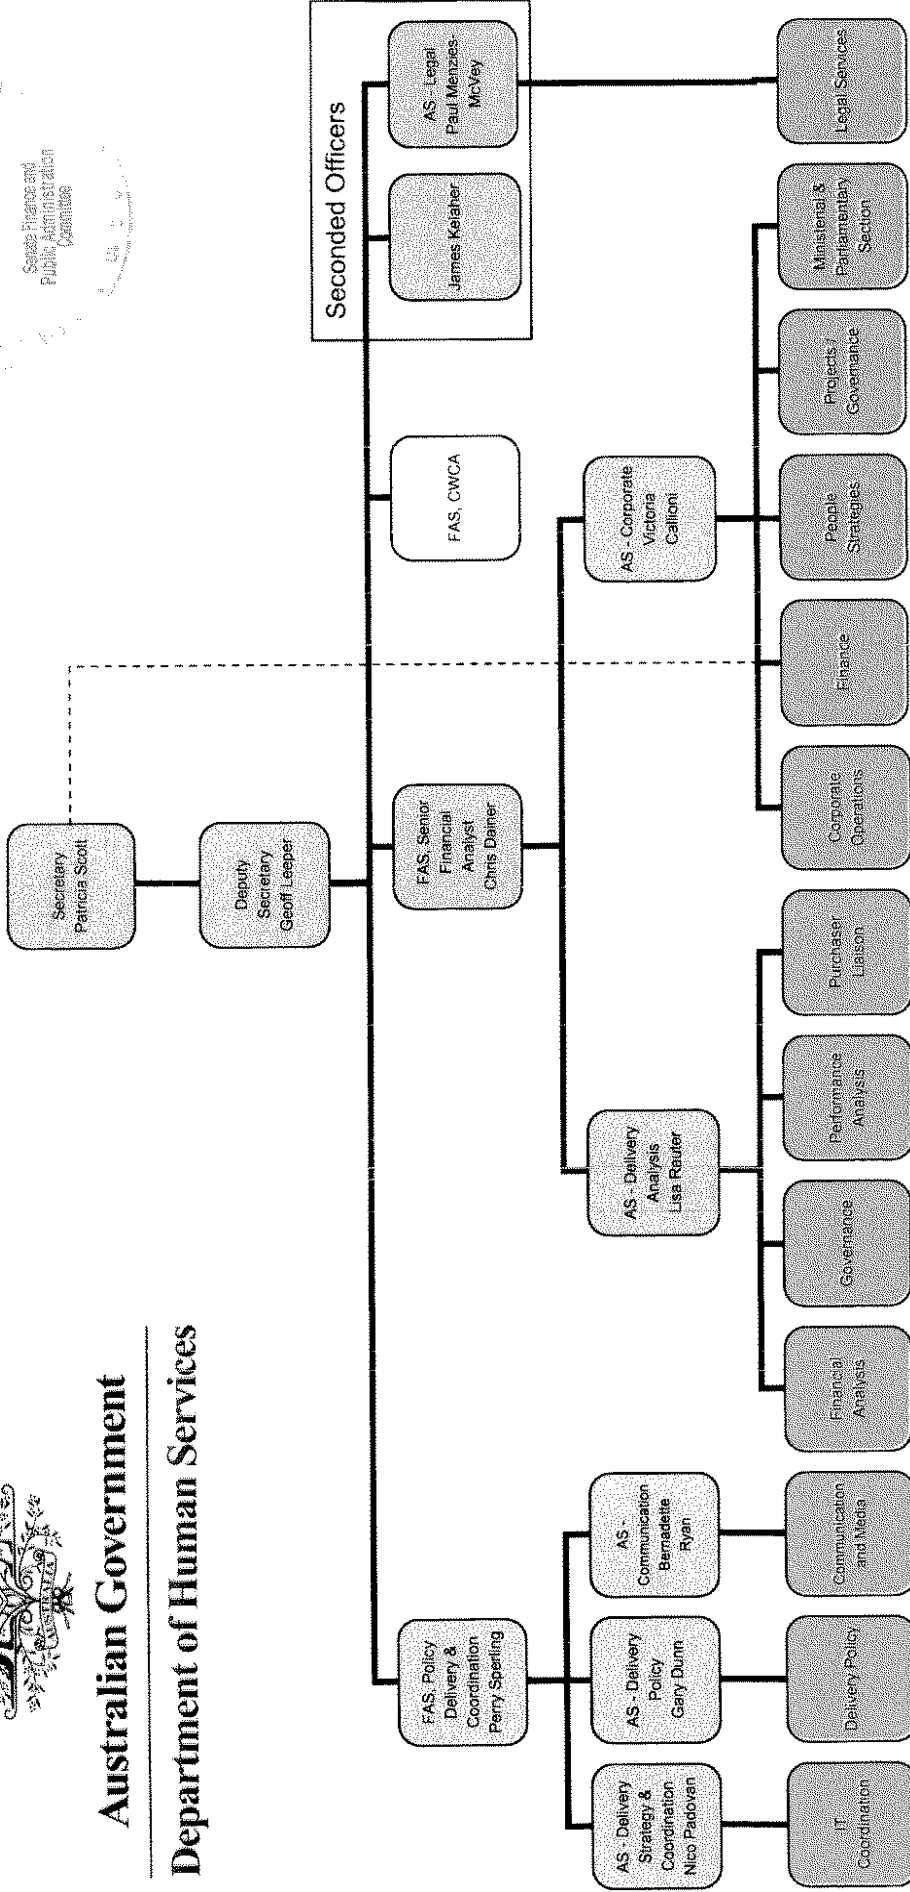 AUSTRALIA
Australian Government
Department of Human Services
Senate Finance and
Public Administration
Committee
Secretary
Patricia Scott
Deputy
Secretary
Geoff Leeper
Seconded Officers
FAS, Policy
Delivery &
Coordination
Perry Sperling
FAS, Senior
Financial
Analyst
Chris Dainer
FAS, CWCA
James Kelaher
AS - Legal
Paul Menzies-
McVey
AS - Delivery
Strategy &
Coordination
Nico Padovan
AS - Delivery
Policy
Gary Dunn
AS -
Communication
Bernadette
Ryan
AS - Delivery
Analysis
Lisa Rauter
AS - Corporate
Victoria
Callioni
IT
Coordination
Delivery Policy
Communication
and Media
Financial
Analysis
Governance
Performance
Analysis
Purchaser
Liaison
Corporate
Operations
Finance
People
Strategies
Projects /
Governance
Ministerial &
Parliamentary
Section
Legal Services